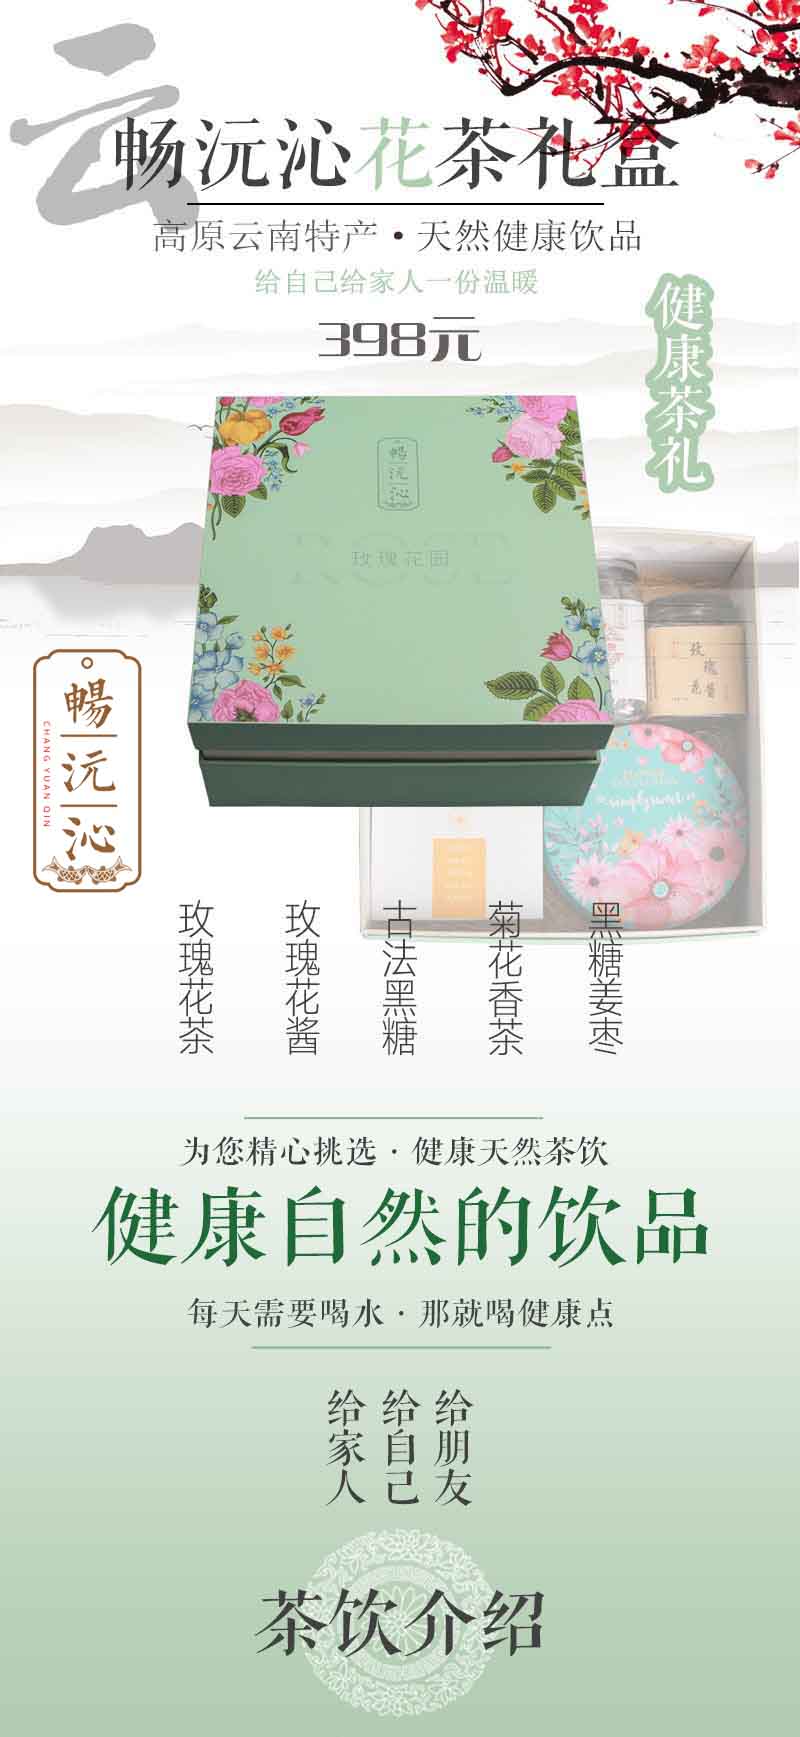 云
畅沅沁花茶礼盒
高原云南特产·天然健康饮品
给自己给家人一份温暖
398元
健康茶礼
暢沅沁
ROSE
玫瑰花园
玫瑰花酱
simply sweet
暢沅沁
CHANG YUAN QIN
玫瑰花茶
玫瑰花酱
古法黑糖
菊花香茶
黑糖姜枣
为您精心挑选·健康天然茶饮
健康自然的饮品
每天需要喝水·那就喝健康点
给家人
给自己
给朋友
茶饮介绍